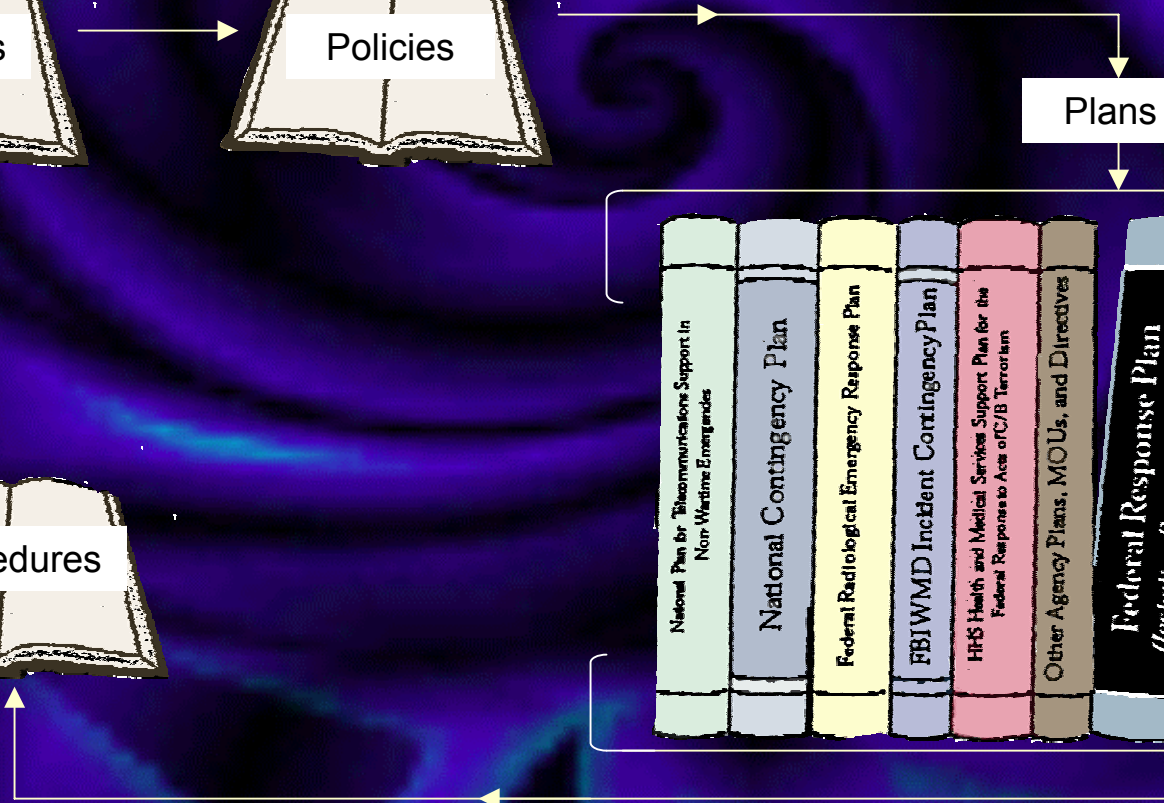 s
Policies
Plans
National Plan for Telecommunications Support in
Non Wartime Emergencies
National Contingency Plan
Federal Radiological Emergency Response Plan
FBI WMD Incident Contingency Plan
HHS Health and Medical Services Support Plan for the
Federal Response to Acts of C/B Terrorism
Other Agency Plans, MOUs, and Directives
Federal Response Plan
edures